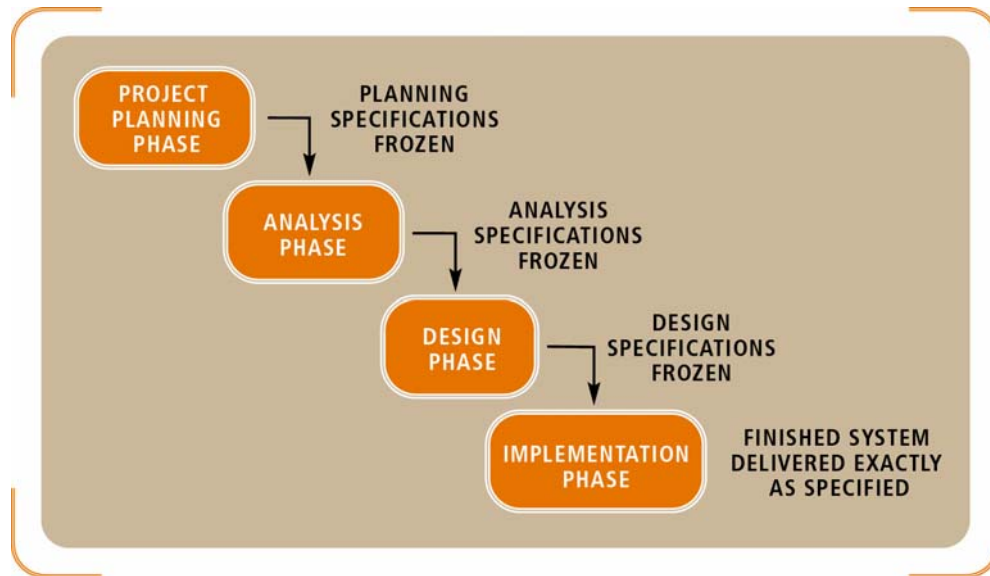 PROJECT
PLANNING
PHASE
PLANNING
SPECIFICATIONS
FROZEN
ANALYSIS
PHASE
ANALYSIS
SPECIFICATIONS
FROZEN
DESIGN
PHASE
DESIGN
SPECIFICATIONS
FROZEN
IMPLEMENTATION
PHASE
FINISHED SYSTEM
DELIVERED EXACTLY
AS SPECIFIED